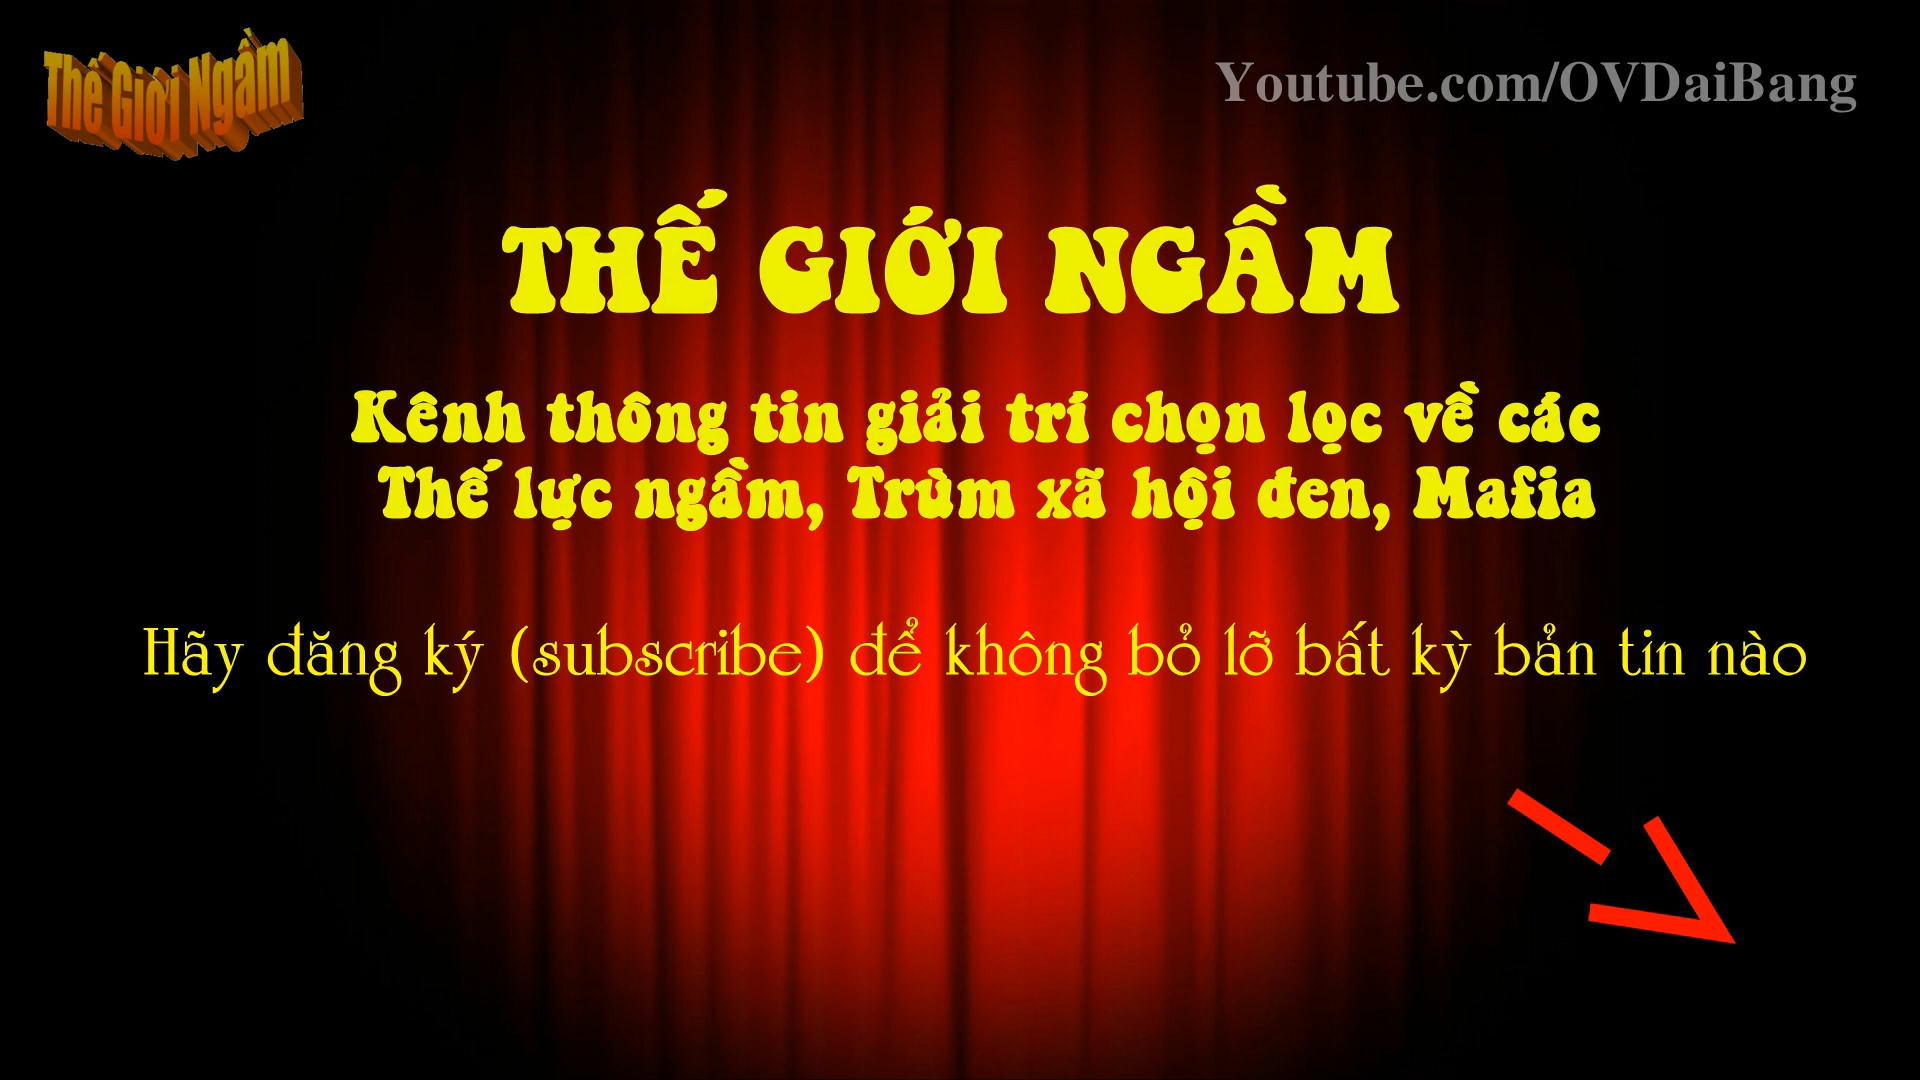 Thế Giới Ngầm
Youtube.com/OVDaiBang
THẾ GIỚI NGẦM
Kênh thông tin giải trí chọn lọc về các
Thế lực ngầm, Trùm xã hội đen, Mafia
Hãy đăng ký (subscribe) để không bỏ lỡ bất kỳ bản tin nào